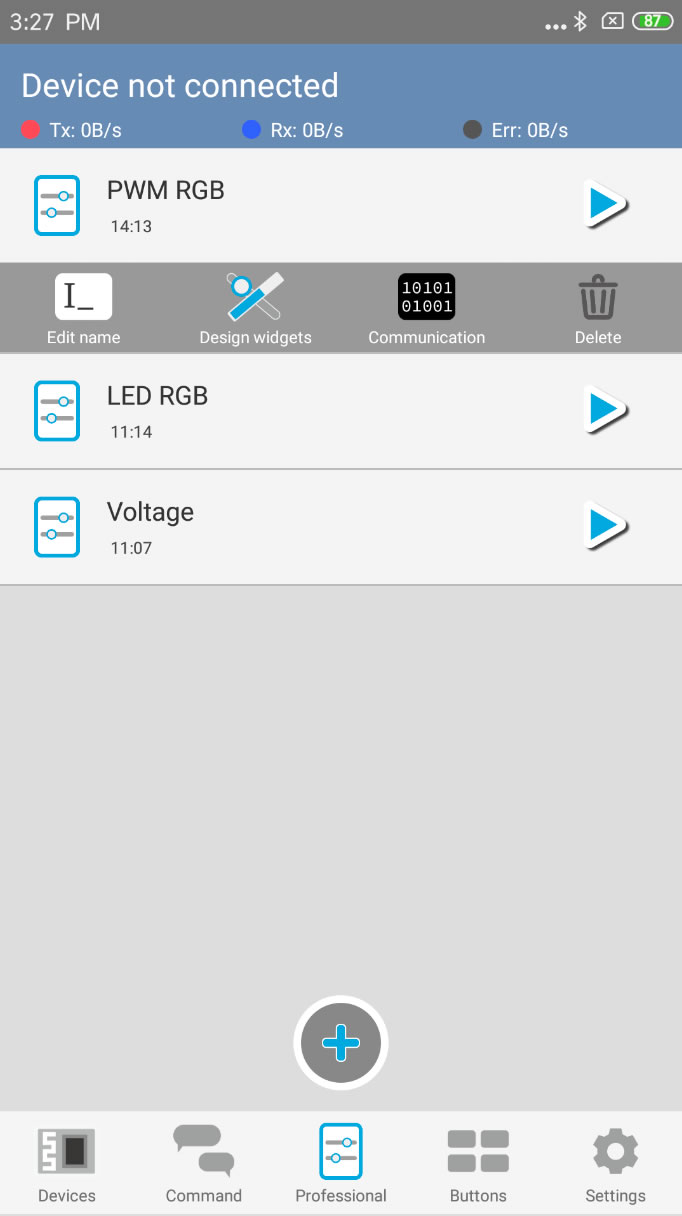 3:27 PM
87
Device not connected
Tx: 0B/s Rx: 0B/s Err: 0B/s
PWM RGB
14:13
I_
10101
01001
Edit name Design widgets Communication Delete
LED RGB
11:14
Voltage
11:07
Devices Command Professional Buttons Settings